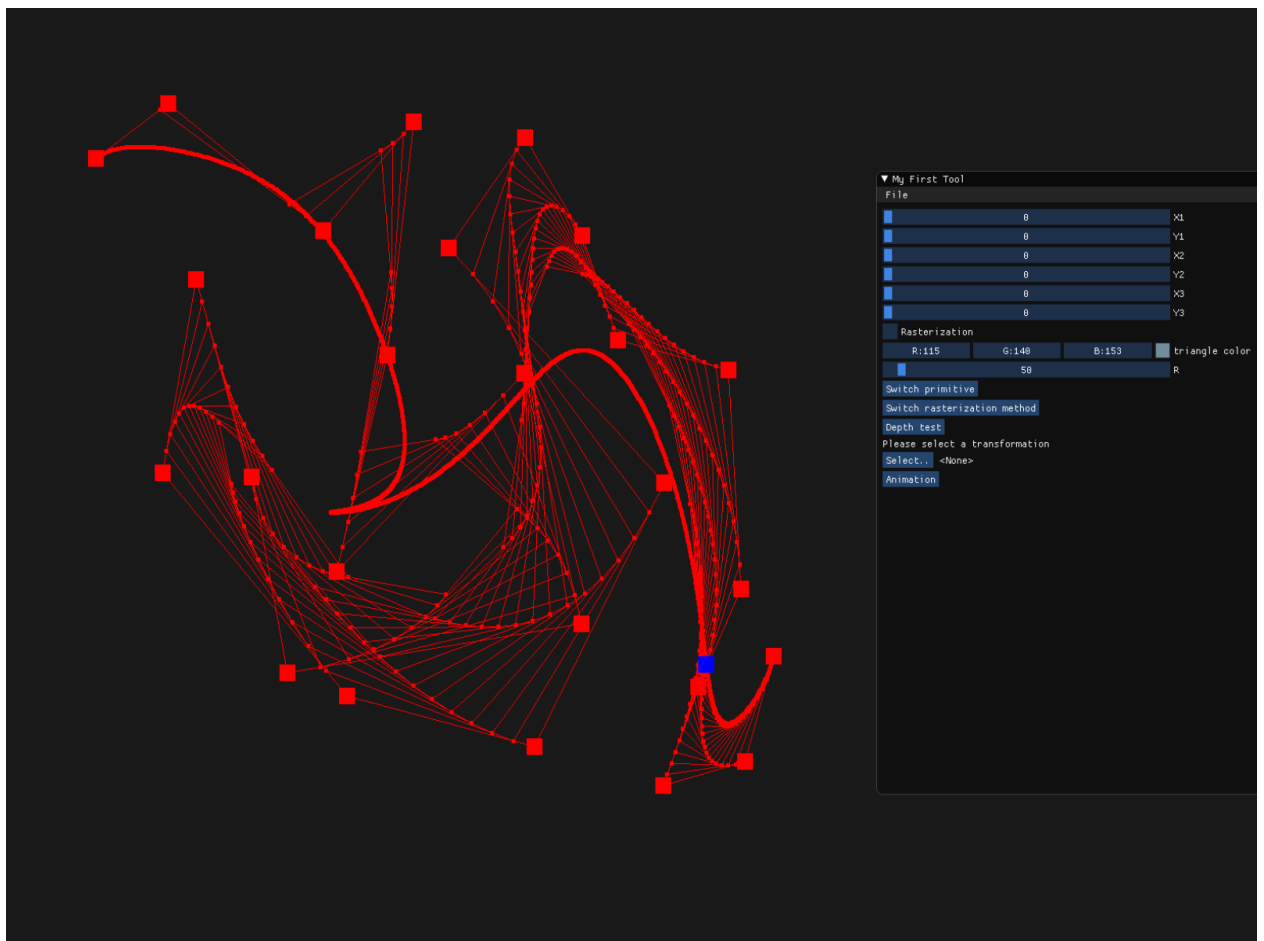 My First Tool
File
0 X1
0 Y1
0 X2
0 Y2
0 X3
0 Y3
Rasterization
R:115 G:140 B:153 triangle color
50 R
Switch primitive
Switch rasterization method
Depth test
Please select a transformation
Select.. <None>
Animation